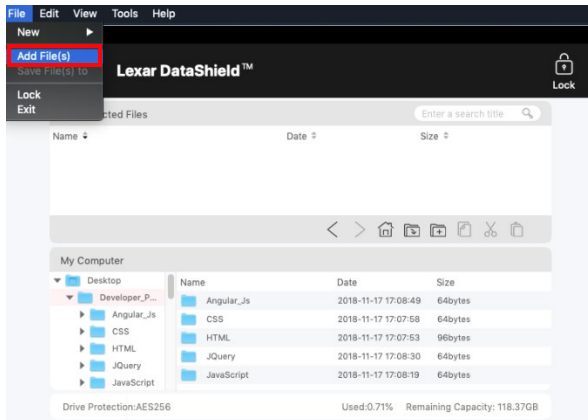 File Edit View Tools Help
New
Add File(s)
Save File(s) to
Lock
Exit
Lexar DataShield™
Lock
cted Files
Enter a search title
Name Date Size
My Computer
Desktop
Developer_P...
Angular_Js
CSS
HTML
JQuery
JavaScript
Name Date Size
Angular_Js 2018-11-17 17:08:49 64bytes
CSS 2018-11-17 17:07:58 64bytes
HTML 2018-11-17 17:07:53 96bytes
JQuery 2018-11-17 17:08:30 64bytes
JavaScript 2018-11-17 17:08:19 64bytes
Drive Protection:AES256 Used:0.71% Remaining Capacity: 118.37GB